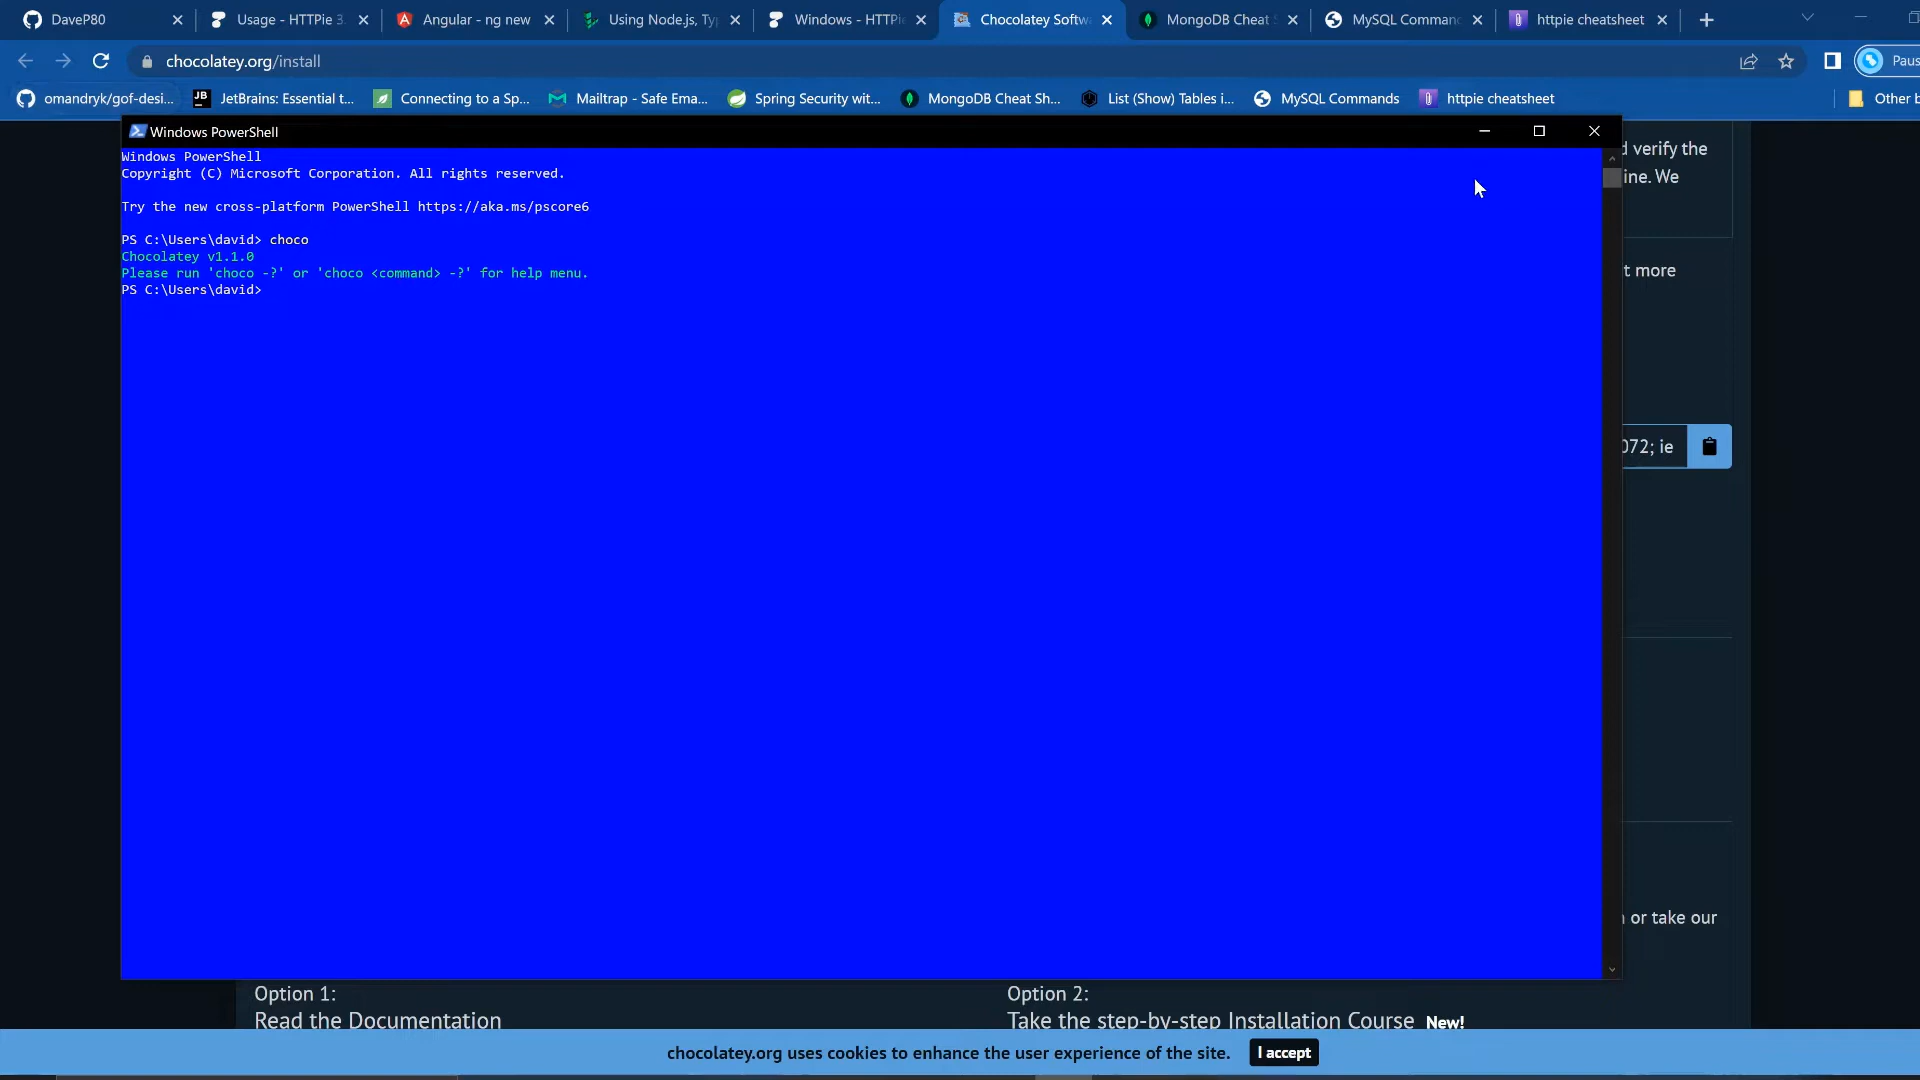 DaveP80
Usage - HTTPie 3.
Angular - ng new
Using Node.js, Ty
Windows - HTTPie
Chocolatey Softw
MongoDB Cheat S
MySQL Command
httpie cheatsheet
chocolatey.org/install
Paus
omandryk/gof-desi...
JetBrains: Essential t...
Connecting to a Sp...
Mailtrap - Safe Ema...
Spring Security wit...
MongoDB Cheat Sh...
List (Show) Tables i...
MySQL Commands
httpie cheatsheet
Other b
Windows PowerShell
Windows PowerShell
Copyright (C) Microsoft Corporation. All rights reserved.
Try the new cross-platform PowerShell https://aka.ms/pscore6
PS C:\Users\david> choco
Chocolatey v1.1.0
Please run 'choco -?' or 'choco <command> -?' for help menu.
PS C:\Users\david>
d verify the
ine. We
t more
072; ie
or take our
Option 1:
Read the Documentation
Option 2:
Take the step-by-step Installation Course New!
chocolatey.org uses cookies to enhance the user experience of the site.
I accept